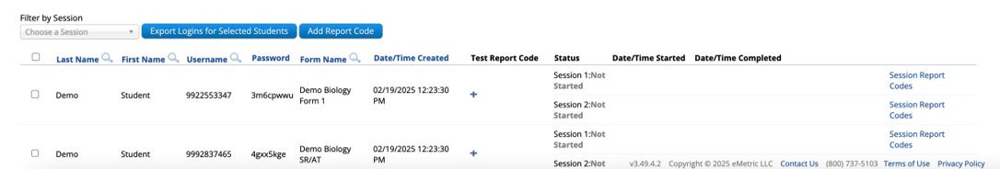 Filter by Session
Choose a Session Export Logins for Selected Students Add Report Code
Last Name First Name Username Password Form Name Date/Time Created Test Report Code Status Date/Time Started Date/Time Completed
Demo Student 9922553347 3m6cpwwu Demo Biology Form 1 02/19/2025 12:23:30 PM + Session 1:Not Started Session Report Codes
Session 2:Not Started Session Report Codes
Demo Student 9992837465 4gxx5kge Demo Biology SR/AT 02/19/2025 12:23:30 PM + Session 1:Not Started Session Report Codes
Session 2:Not Session Report Codes
v3.49.4.2 Copyright © 2025 eMetric LLC Contact Us (800) 737-5103 Terms of Use Privacy Policy